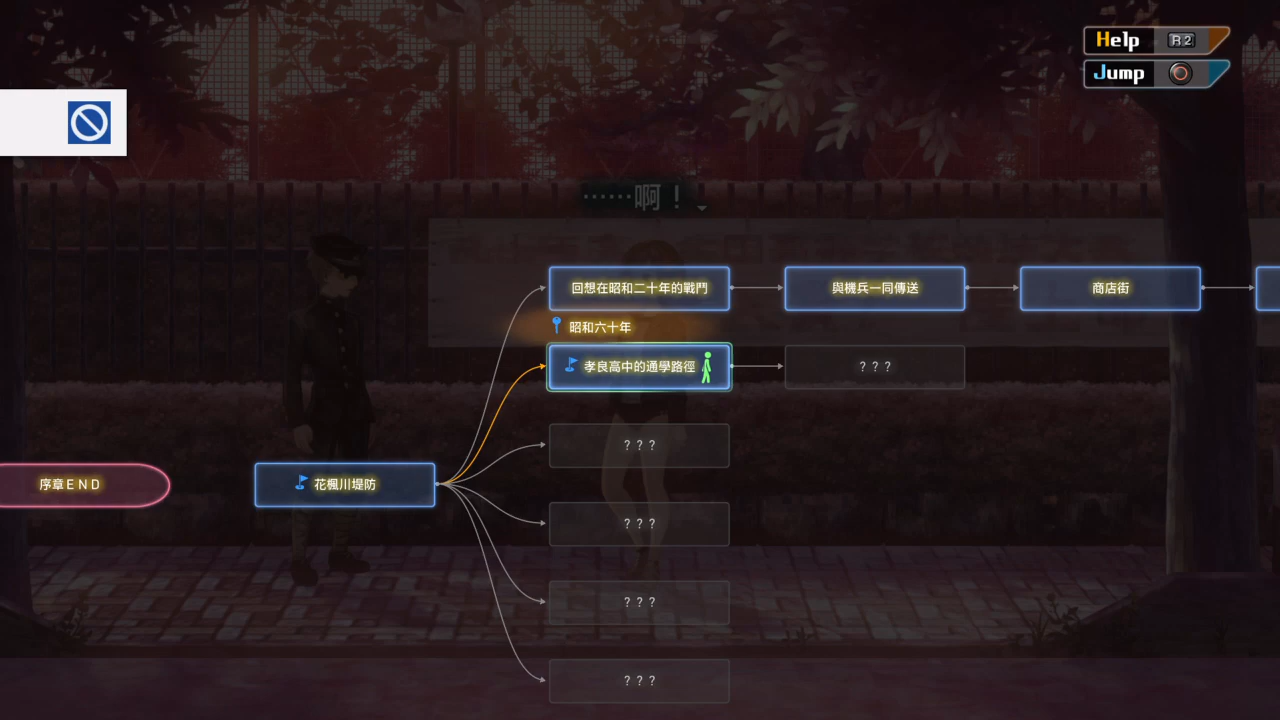 Help R2
Jump
……啊！
回想在昭和二十年的戰鬥
與機兵一同傳送
商店街
昭和六十年
孝良高中的通學路徑
？？？
？？？
序章END
花楓川堤防
？？？
？？？
？？？